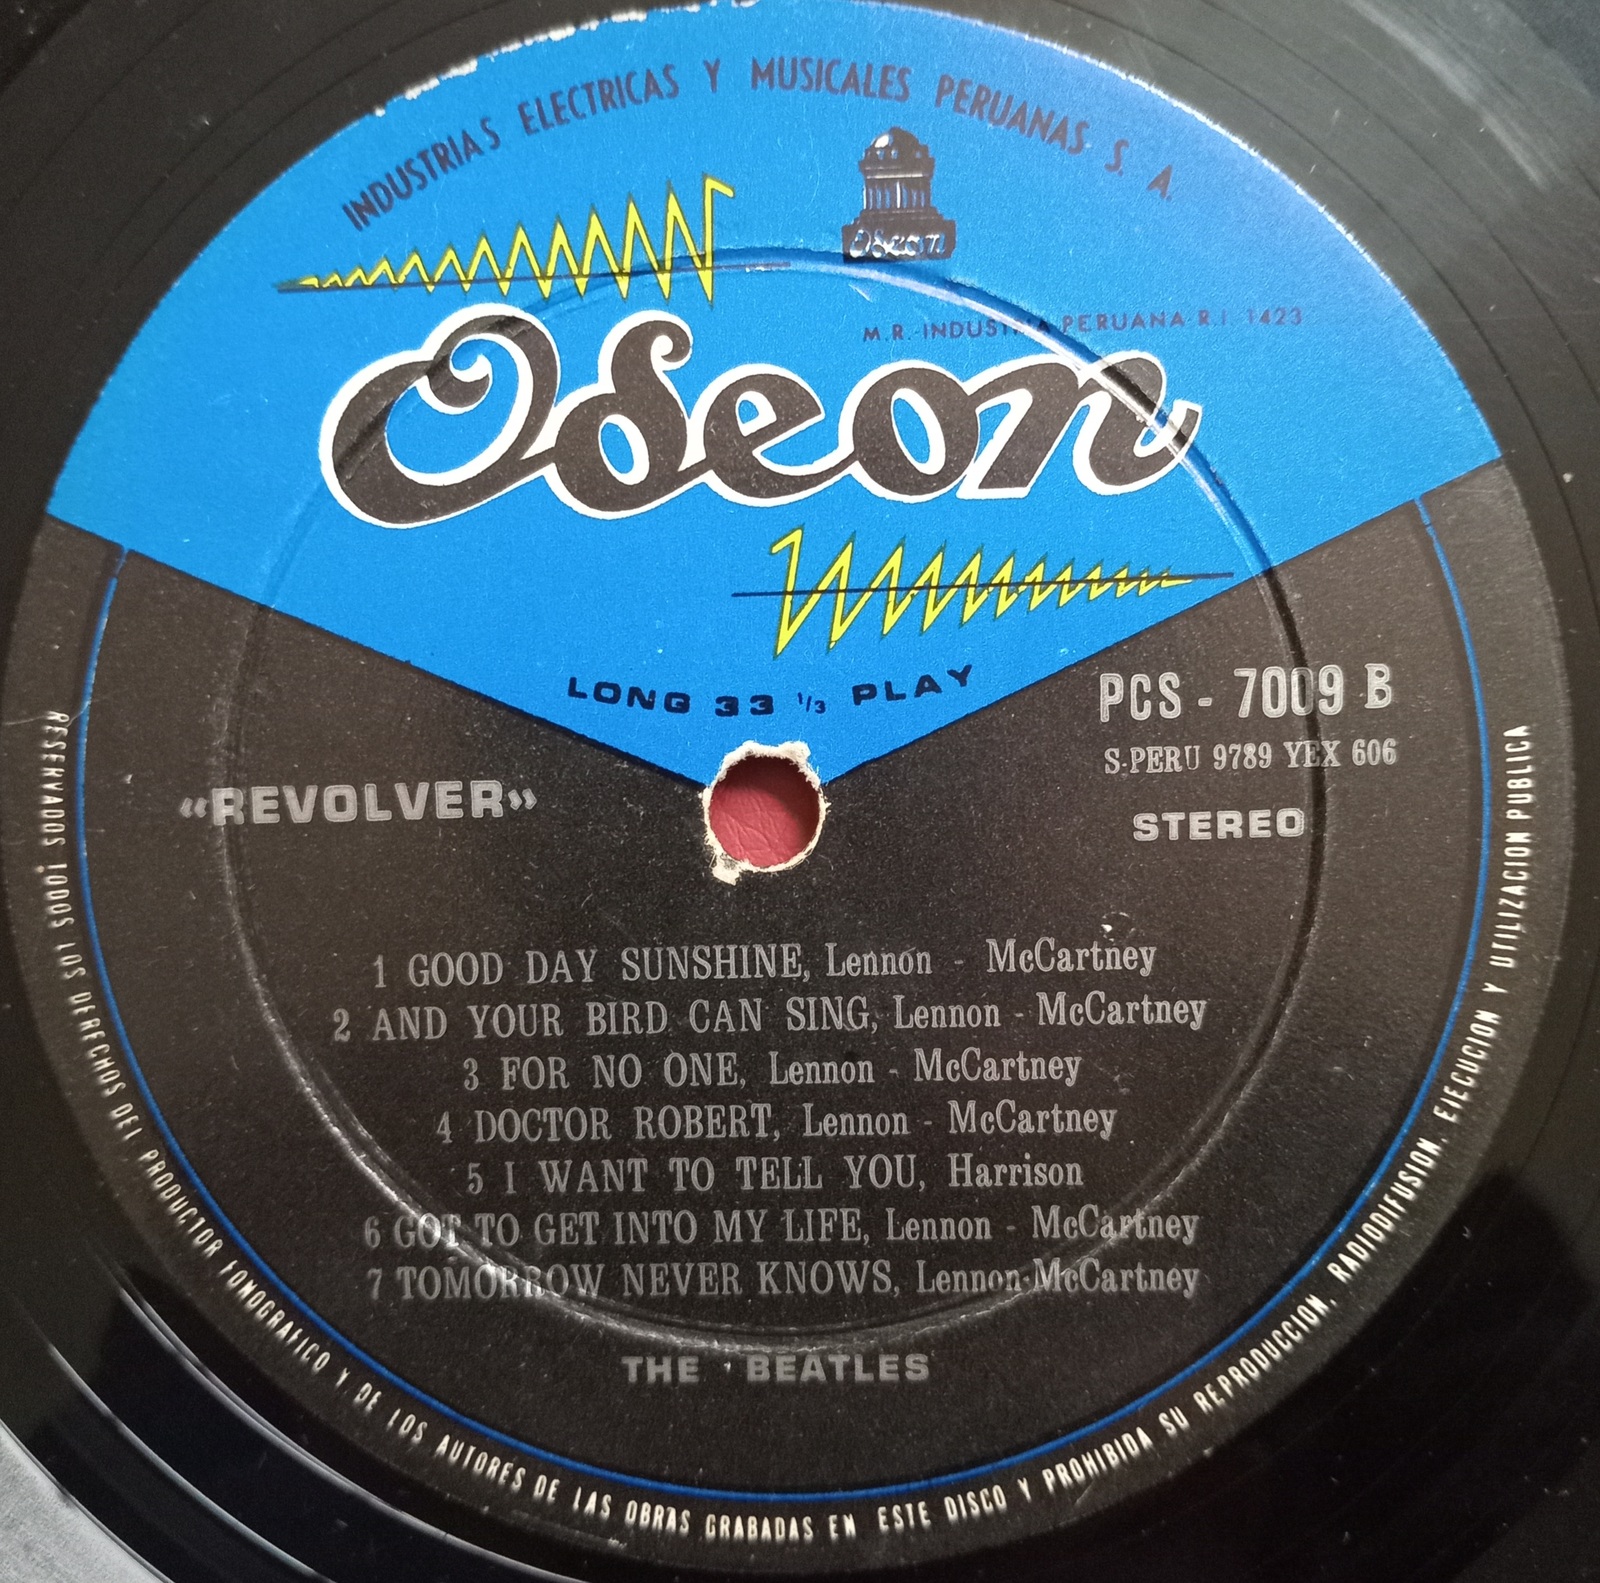 INDUSTRIAS ELECTRICAS Y MUSICALES PERUANAS S. A.
Odeon
M.R. INDUSTRIA PERUANA R.I. 1423
Odeon
LONG 33 1/3 PLAY
PCS - 7009 B
S-PERU 9789 YEX 606
«REVOLVER»
STEREO
1 GOOD DAY SUNSHINE, Lennon - McCartney
2 AND YOUR BIRD CAN SING, Lennon - McCartney
3 FOR NO ONE, Lennon - McCartney
4 DOCTOR ROBERT, Lennon - McCartney
5 I WANT TO TELL YOU, Harrison
6 GOT TO GET INTO MY LIFE, Lennon - McCartney
7 TOMORROW NEVER KNOWS, Lennon-McCartney
THE BEATLES
RESERVADOS TODOS LOS DERECHOS DEL PRODUCTOR FONOGRAFICO Y DE LOS AUTORES DE LAS OBRAS GRABADAS EN ESTE DISCO Y PROHIBIDA SU REPRODUCCION, RADIODIFUSION, EJECUCION Y UTILIZACION PUBLICA